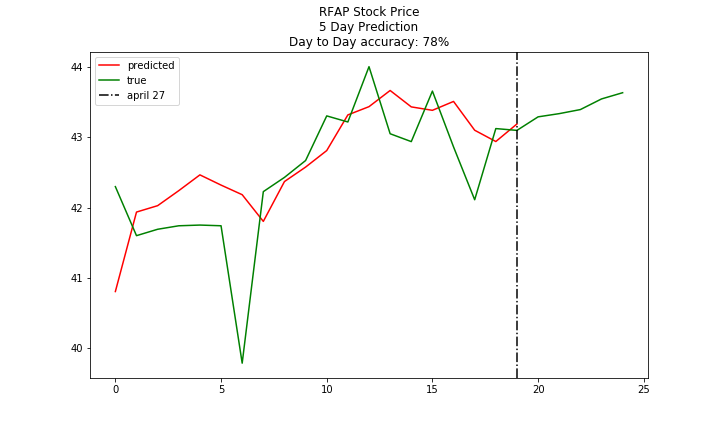 RFAP Stock Price
5 Day Prediction
Day to Day accuracy: 78%
predicted
true
april 27
44
43
42
41
40
0 5 10 15 20 25